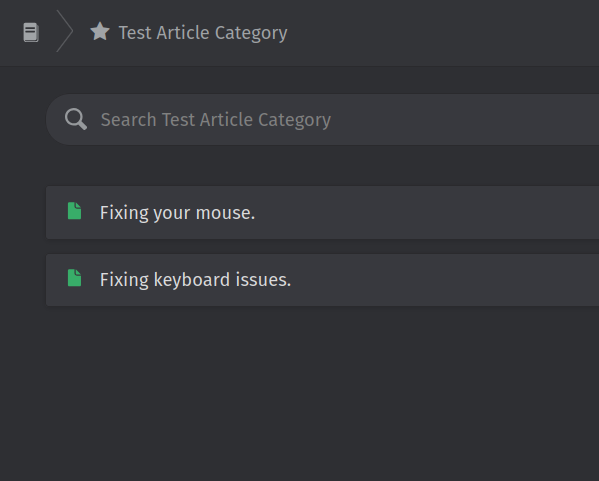 Test Article Category
Search Test Article Category
Fixing your mouse.
Fixing keyboard issues.